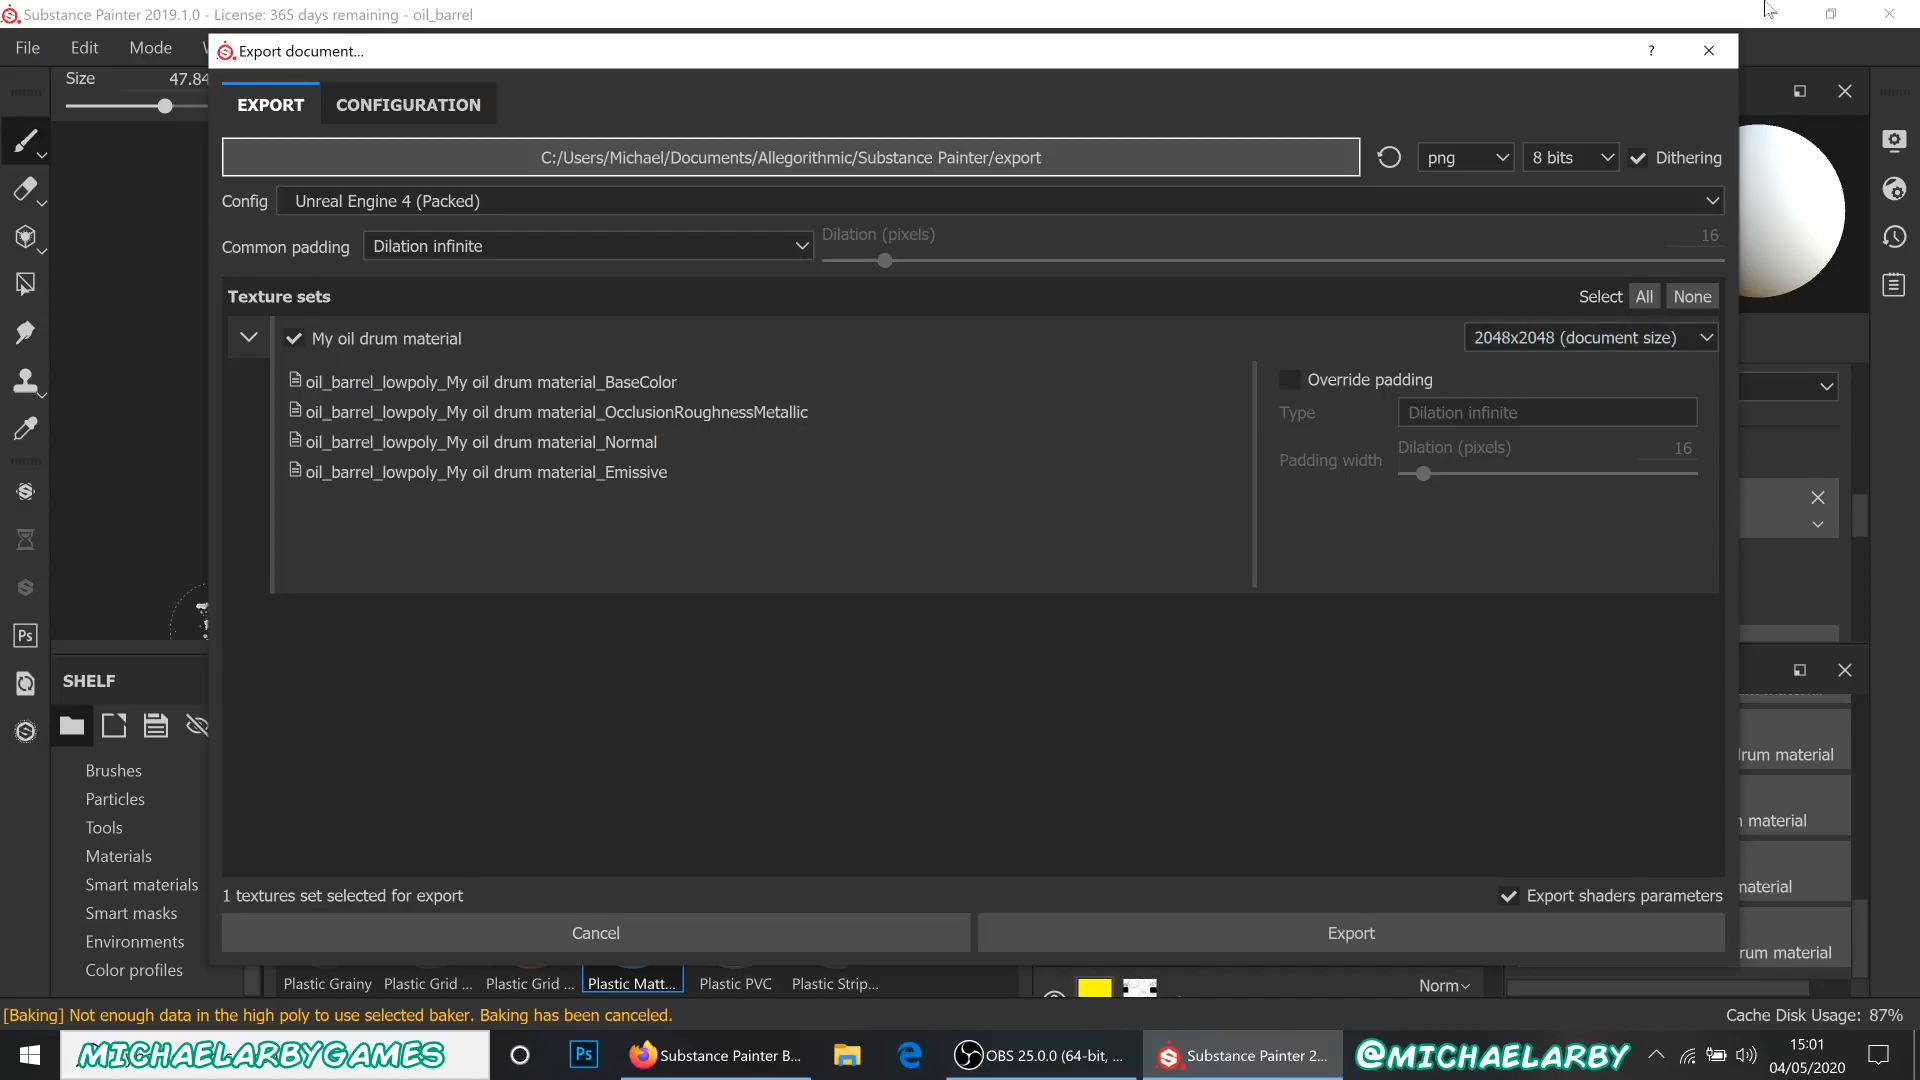 Substance Painter 2019.1.0 - License: 365 days remaining - oil_barrel
File Edit Mode
Export document...
?
Size 47.84
EXPORT CONFIGURATION
C:/Users/Michael/Documents/Allegorithmic/Substance Painter/export
png
8 bits
Dithering
Config Unreal Engine 4 (Packed)
Common padding Dilation infinite
Dilation (pixels) 16
Texture sets
Select All None
My oil drum material
2048x2048 (document size)
oil_barrel_lowpoly_My oil drum material_BaseColor
oil_barrel_lowpoly_My oil drum material_OcclusionRoughnessMetallic
oil_barrel_lowpoly_My oil drum material_Normal
oil_barrel_lowpoly_My oil drum material_Emissive
Override padding
Type Dilation infinite
Dilation (pixels) 16
Padding width
Ps
SHELF
Brushes
Particles
Tools
Materials
Smart materials
Smart masks
Environments
Color profiles
rum material
material
material
rum material
1 textures set selected for export
Export shaders parameters
Cancel
Export
Plastic Grainy Plastic Grid ... Plastic Grid ... Plastic Matt... Plastic PVC Plastic Strip...
Norm
[Baking] Not enough data in the high poly to use selected baker. Baking has been canceled.
Cache Disk Usage: 87%
MICHAELARBYGAMES
Ps
Substance Painter B...
OBS 25.0.0 (64-bit, ...
Substance Painter 2...
@MICHAELARBY
15:01
04/05/2020